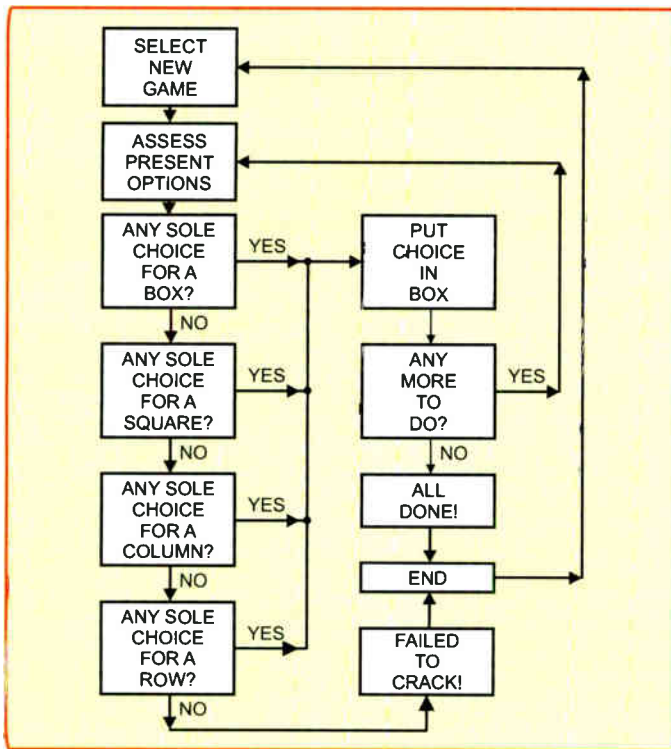 SELECT
NEW
GAME
ASSESS
PRESENT
OPTIONS
ANY SOLE
CHOICE
FOR A
BOX?
YES
NO
ANY SOLE
CHOICE
FOR A
SQUARE?
YES
NO
ANY SOLE
CHOICE
FOR A
COLUMN?
YES
NO
ANY SOLE
CHOICE
FOR A
ROW?
YES
NO
PUT
CHOICE
IN
BOX
ANY
MORE
TO
DO?
YES
NO
ALL
DONE!
END
FAILED
TO
CRACK!